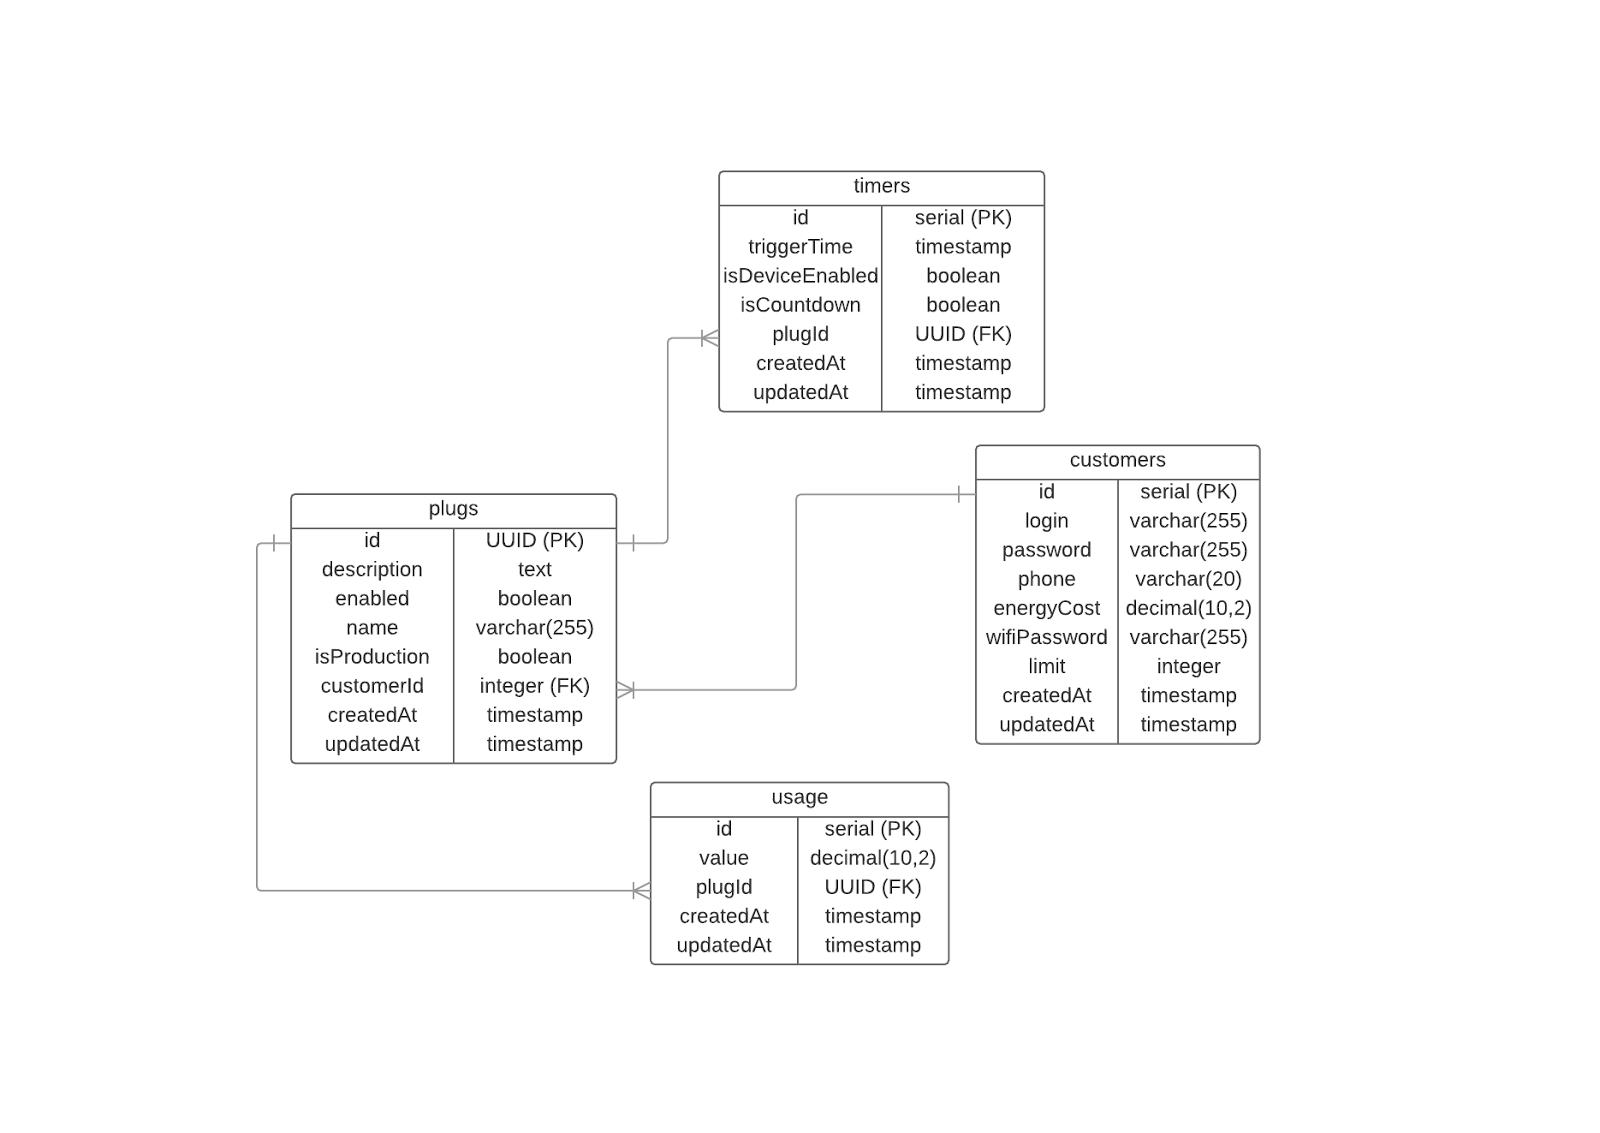 timers
id serial (PK)
triggerTime timestamp
isDeviceEnabled boolean
isCountdown boolean
plugId UUID (FK)
createdAt timestamp
updatedAt timestamp
customers
id serial (PK)
login varchar(255)
password varchar(255)
phone varchar(20)
energyCost decimal(10,2)
wifiPassword varchar(255)
limit integer
createdAt timestamp
updatedAt timestamp
plugs
id UUID (PK)
description text
enabled boolean
name varchar(255)
isProduction boolean
customerId integer (FK)
createdAt timestamp
updatedAt timestamp
usage
id serial (PK)
value decimal(10,2)
plugId UUID (FK)
createdAt timestamp
updatedAt timestamp